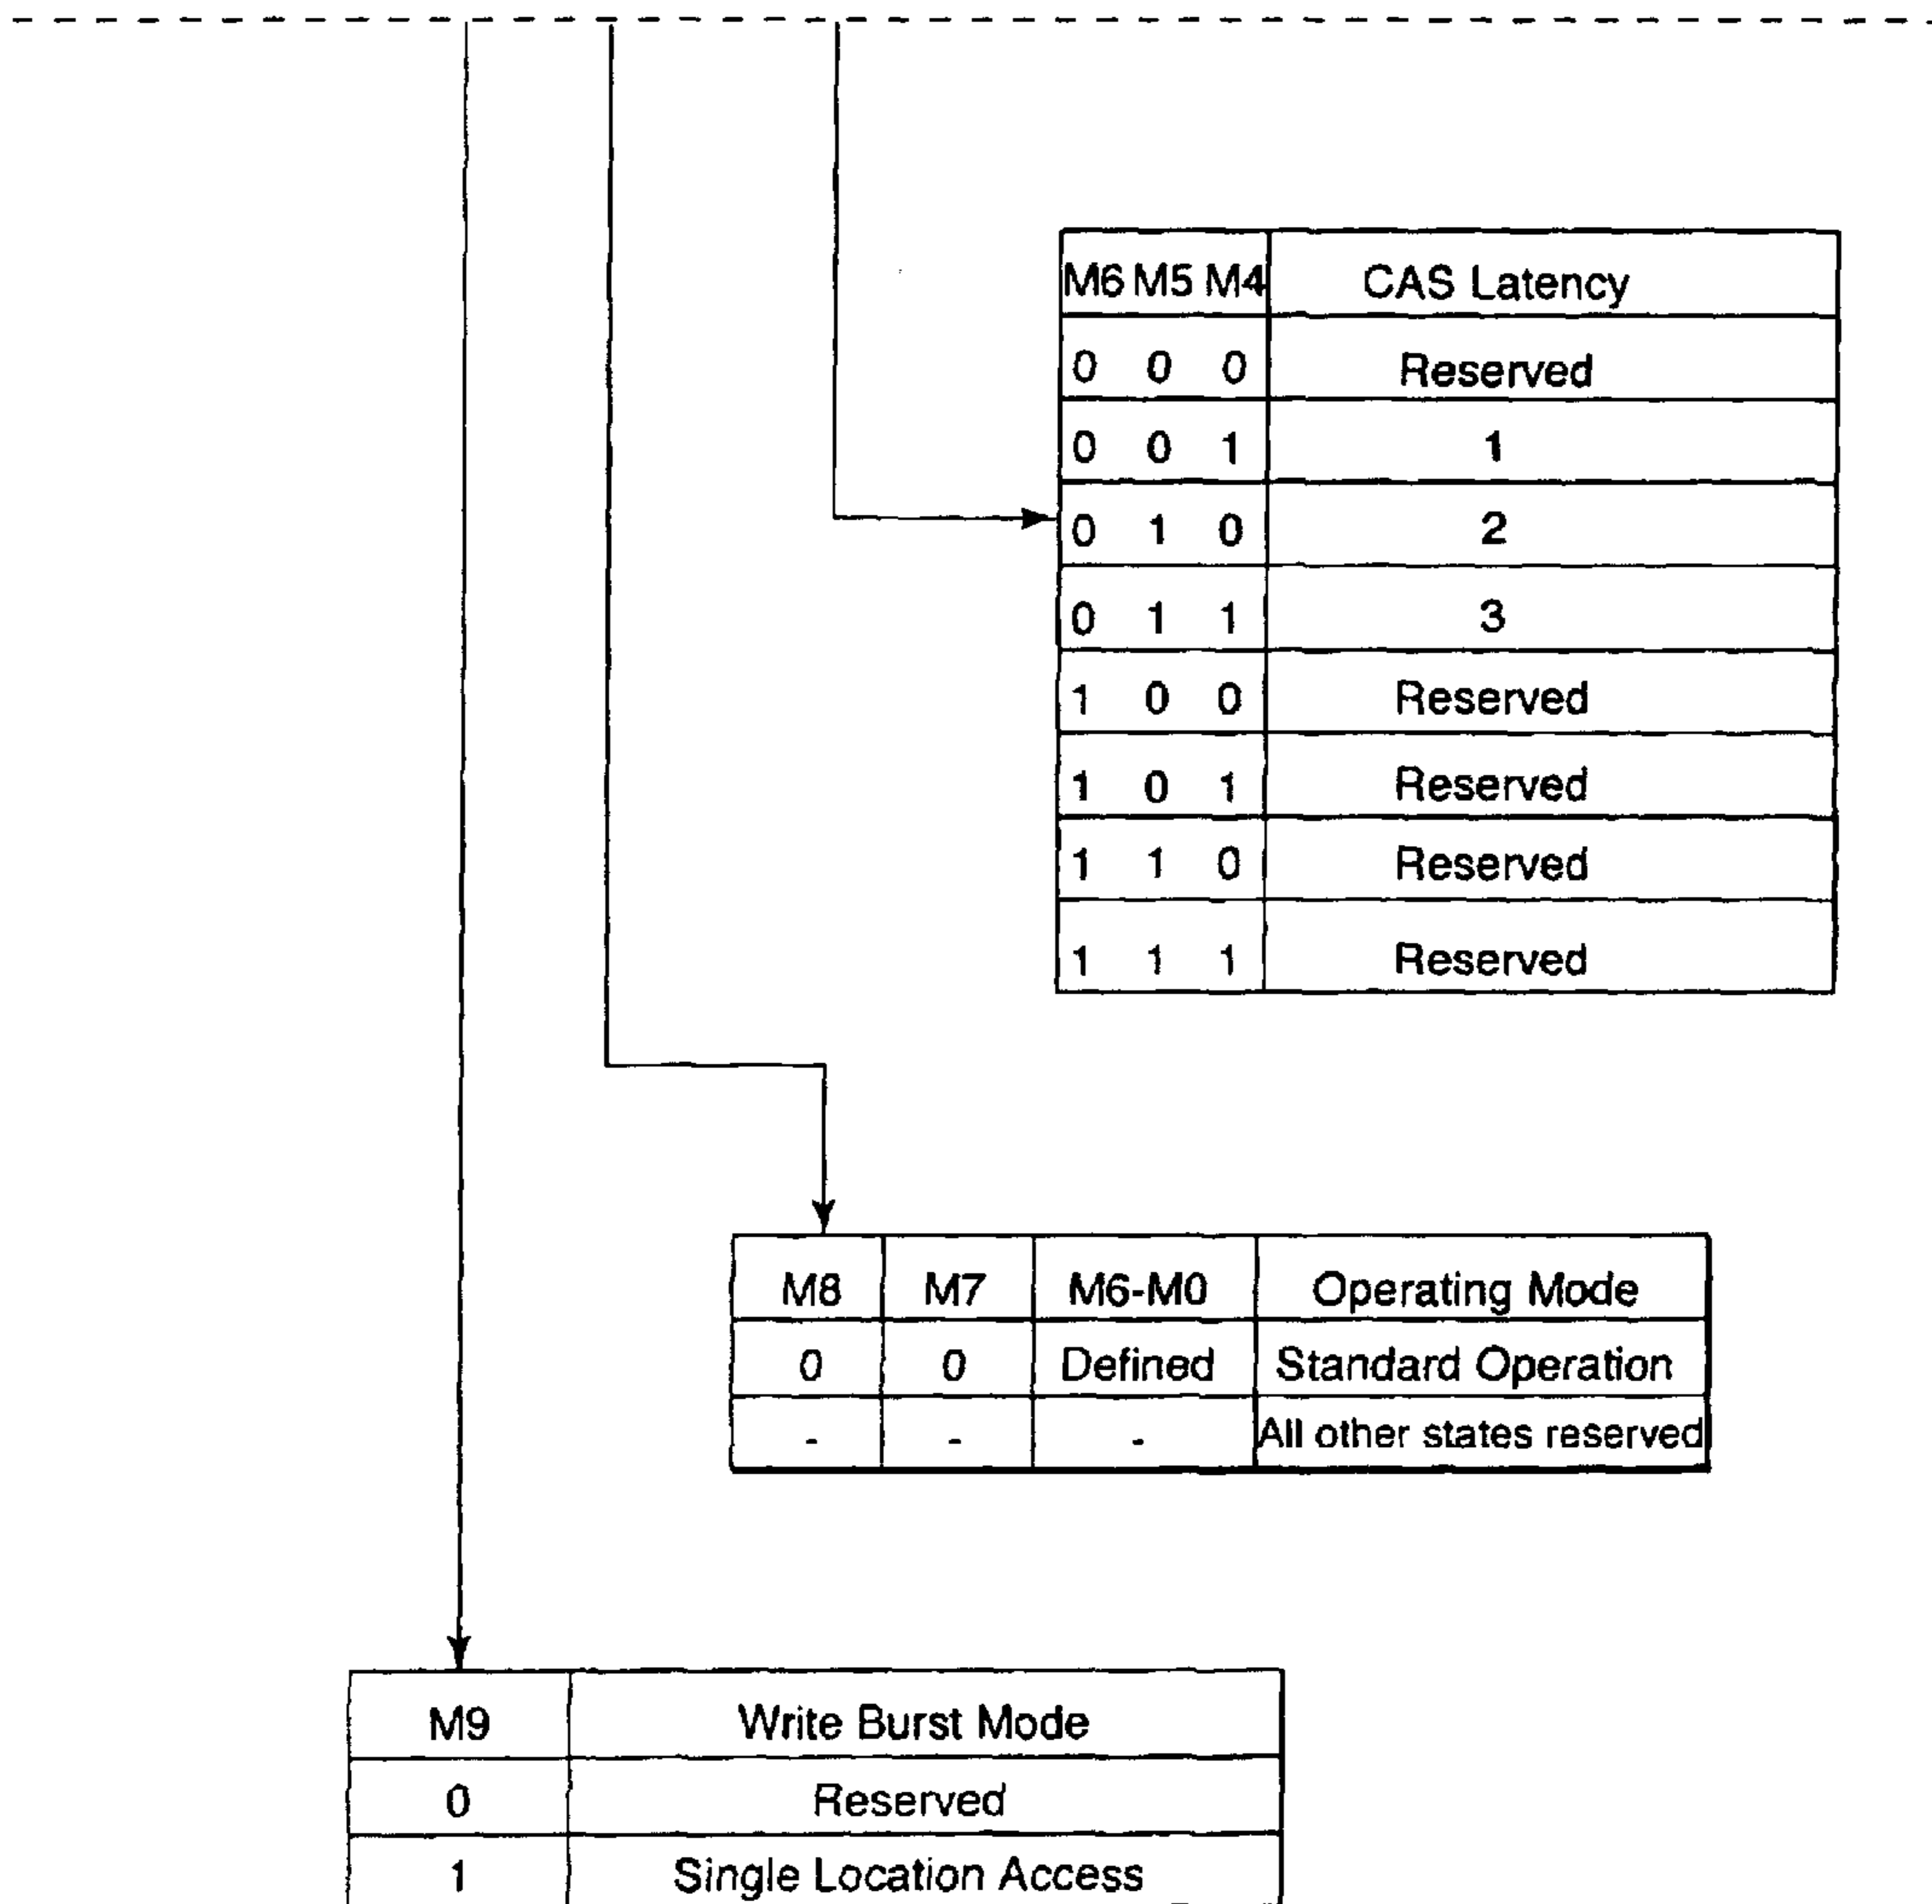 M6 M5 M4 CAS Latency
0 0 0 Reserved
0 0 1 1
0 1 0 2
0 1 1 3
1 0 0 Reserved
1 0 1 Reserved
1 1 0 Reserved
1 1 1 Reserved
M8 M7 M6-M0 Operating Mode
0 0 Defined Standard Operation
- - - All other states reserved
M9 Write Burst Mode
0 Reserved
1 Single Location Access